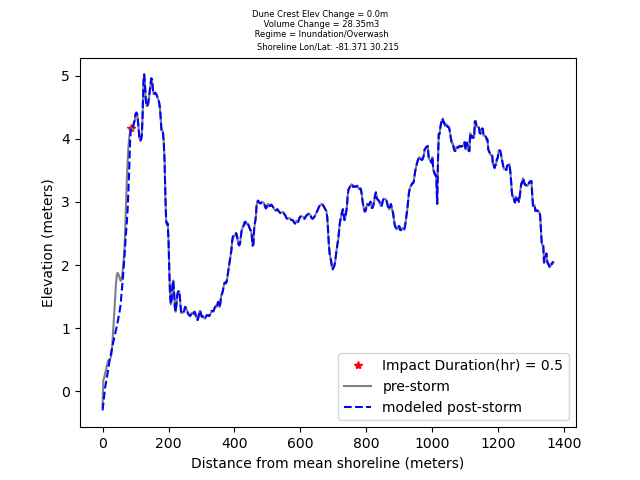 Dune Crest Elev Change = 0.0m
Volume Change = 28.35m3
Regime = Inundation/Overwash
Shoreline Lon/Lat: -81.371 30.215
5
4
3
2
1
0
Elevation (meters)
Impact Duration(hr) = 0.5
pre-storm
modeled post-storm
0 200 400 600 800 1000 1200 1400
Distance from mean shoreline (meters)